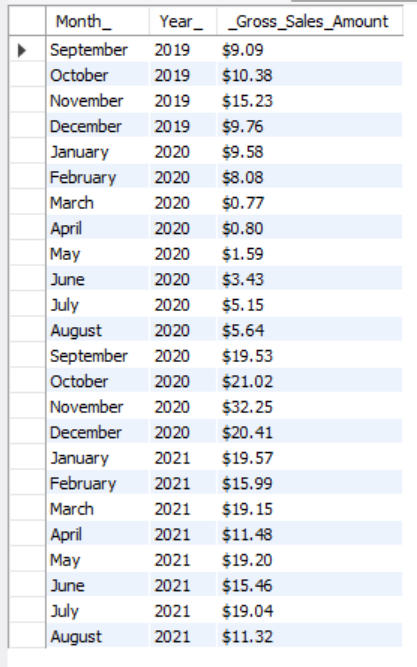 Month_ Year_ _Gross_Sales_Amount
September 2019 $9.09
October 2019 $10.38
November 2019 $15.23
December 2019 $9.76
January 2020 $9.58
February 2020 $8.08
March 2020 $0.77
April 2020 $0.80
May 2020 $1.59
June 2020 $3.43
July 2020 $5.15
August 2020 $5.64
September 2020 $19.53
October 2020 $21.02
November 2020 $32.25
December 2020 $20.41
January 2021 $19.57
February 2021 $15.99
March 2021 $19.15
April 2021 $11.48
May 2021 $19.20
June 2021 $15.46
July 2021 $19.04
August 2021 $11.32